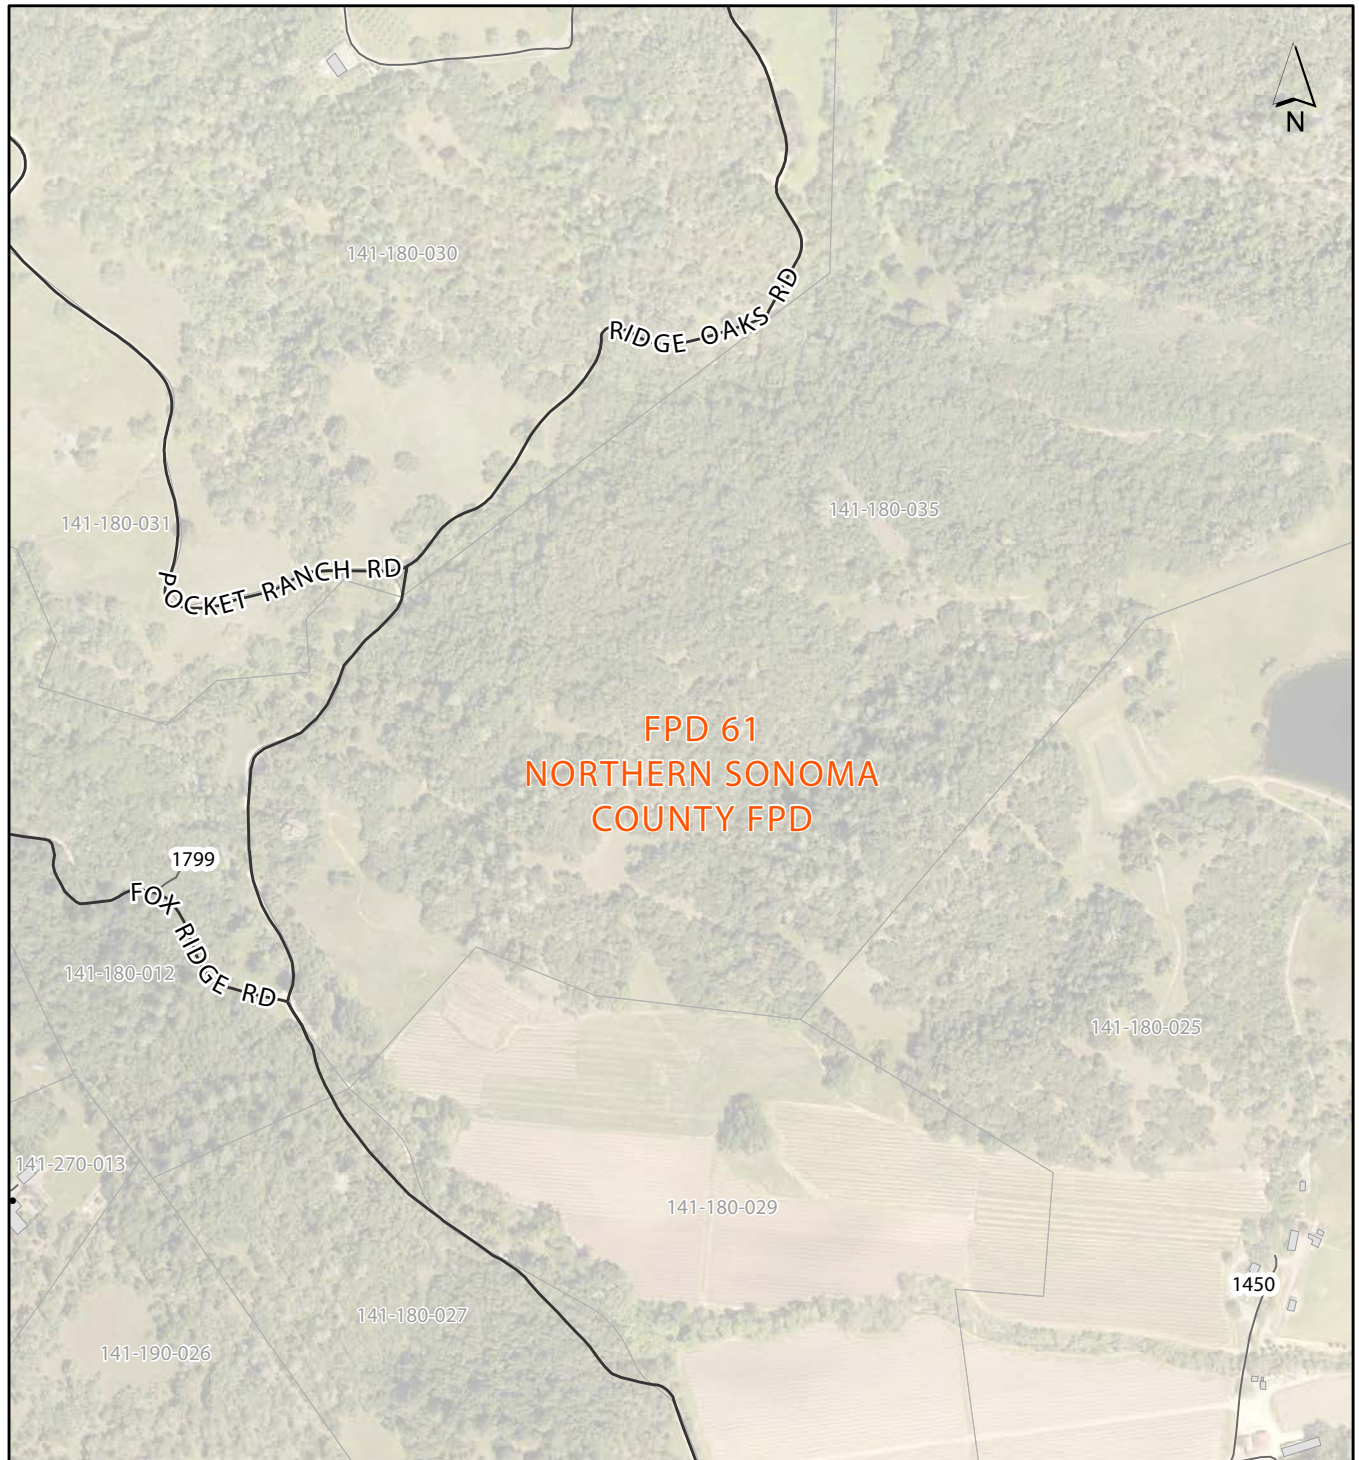 N
141-180-030
RIDGE OAKS RD
141-180-035
141-180-031
POCKET RANCH RD
FPD 61
NORTHERN SONOMA
COUNTY FPD
1799
FOX RIDGE RD
141-180-012
141-180-025
141-270-013
141-180-029
1450
141-180-027
141-190-026